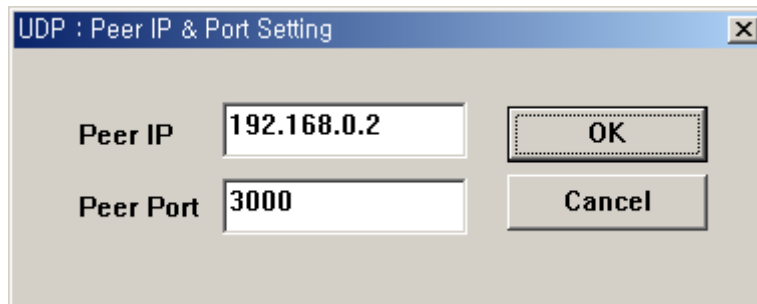 UDP : Peer IP & Port Setting
Peer IP 192.168.0.2 OK
Peer Port 3000 Cancel